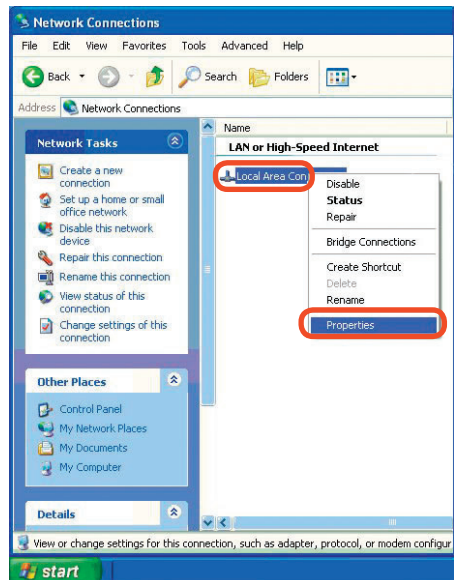 Network Connections
File Edit View Favorites Tools Advanced Help
Back Search Folders
Address Network Connections
Network Tasks
Create a new
connection
Set up a home or small
office network
Disable this network
device
Repair this connection
Rename this connection
View status of this
connection
Change settings of this
connection
Other Places
Control Panel
My Network Places
My Documents
My Computer
Details
Name
LAN or High-Speed Internet
Local Area Con
Disable
Status
Repair
Bridge Connections
Create Shortcut
Delete
Rename
Properties
View or change settings for this connection, such as adapter, protocol, or modem configur
start